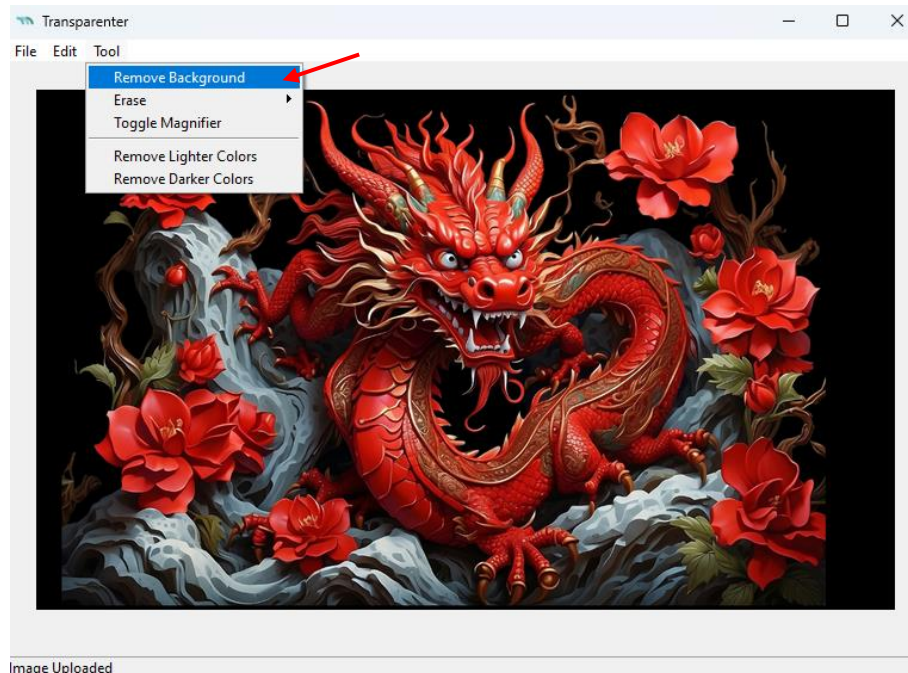 Transparenter
File Edit Tool
Remove Background
Erase
Toggle Magnifier
Remove Lighter Colors
Remove Darker Colors
Image Uploaded